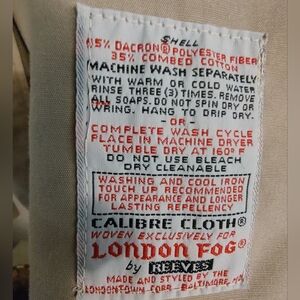 SHELL
65% DACRON® POLYESTER FIBER
35% COMBED COTTON
MACHINE WASH SEPARATELY
WITH WARM OR COLD WATER
RINSE THREE (3) TIMES. REMOVE
ALL SOAPS. DO NOT SPIN DRY OR
WRING. HANG TO DRIP DRY.
- OR -
COMPLETE WASH CYCLE
PLACE IN MACHINE DRYER
TUMBLE DRY AT 160° F
DO NOT USE BLEACH
DRY CLEANABLE
WASHING AND COOL IRON
TOUCH UP RECOMMENDED
FOR APPEARANCE AND LONGER
LASTING REPELLENCY
CALIBRE CLOTH®
WOVEN EXCLUSIVELY FOR
LONDON FOG®
by REEVES
MADE AND STYLED BY THE
LONDONTOWN CORP. BALTIMORE, MD.